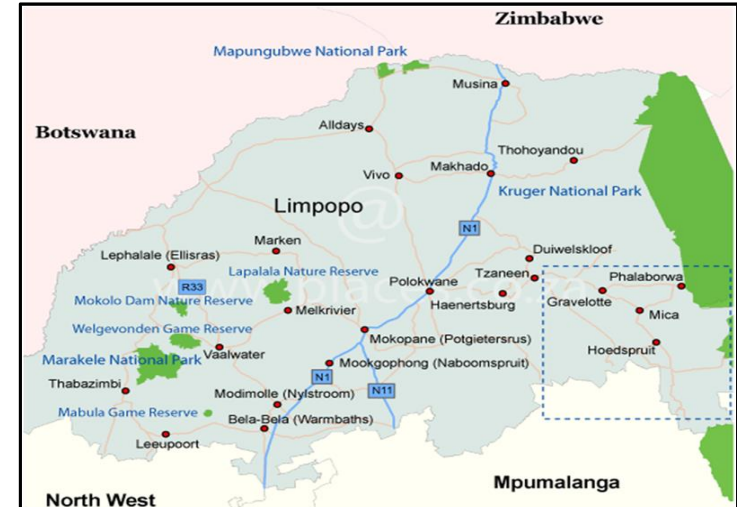 Zimbabwe
Mapungubwe National Park
Musina
Botswana
Alldays
Thohoyandou
Vivo
Makhado
Kruger National Park
Limpopo
N1
Marken
Duiwelskloof
Lephalale (Ellisras)
Lapalala Nature Reserve
Tzaneen
Phalaborwa
R33
Polokwane
Mokolo Dam Nature Reserve
Haenertsburg
Gravelotte
Melkrivier
Mica
Welgevonden Game Reserve
Mokopane (Potgietersrus)
Hoedspruit
Marakele National Park
Vaalwater
Mookgophong (Naboomspruit)
Thabazimbi
N1
N11
Modimolle (Nylstroom)
Mabula Game Reserve
Bela-Bela (Warmbaths)
Leeupoort
Mpumalanga
North West